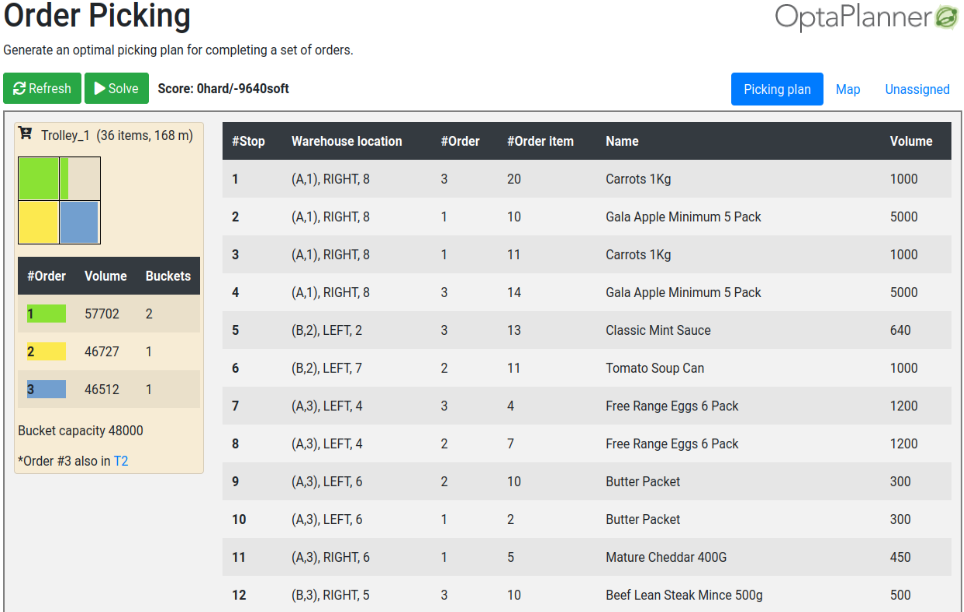 Order Picking
OptaPlanner
Generate an optimal picking plan for completing a set of orders.
Refresh Solve Score: 0hard/-9640soft Picking plan Map Unassigned
Trolley_1 (36 items, 168 m)
#Order Volume Buckets
1 57702 2
2 46727 1
3 46512 1
Bucket capacity 48000
*Order #3 also in T2
#Stop Warehouse location #Order #Order item Name Volume
1 (A,1), RIGHT, 8 3 20 Carrots 1Kg 1000
2 (A,1), RIGHT, 8 1 10 Gala Apple Minimum 5 Pack 5000
3 (A,1), RIGHT, 8 1 11 Carrots 1Kg 1000
4 (A,1), RIGHT, 8 3 14 Gala Apple Minimum 5 Pack 5000
5 (B,2), LEFT, 2 3 13 Classic Mint Sauce 640
6 (B,2), LEFT, 7 2 11 Tomato Soup Can 1000
7 (A,3), LEFT, 4 3 4 Free Range Eggs 6 Pack 1200
8 (A,3), LEFT, 4 2 7 Free Range Eggs 6 Pack 1200
9 (A,3), LEFT, 6 2 10 Butter Packet 300
10 (A,3), LEFT, 6 1 2 Butter Packet 300
11 (A,3), RIGHT, 6 1 5 Mature Cheddar 400G 450
12 (B,3), RIGHT, 5 3 10 Beef Lean Steak Mince 500g 500